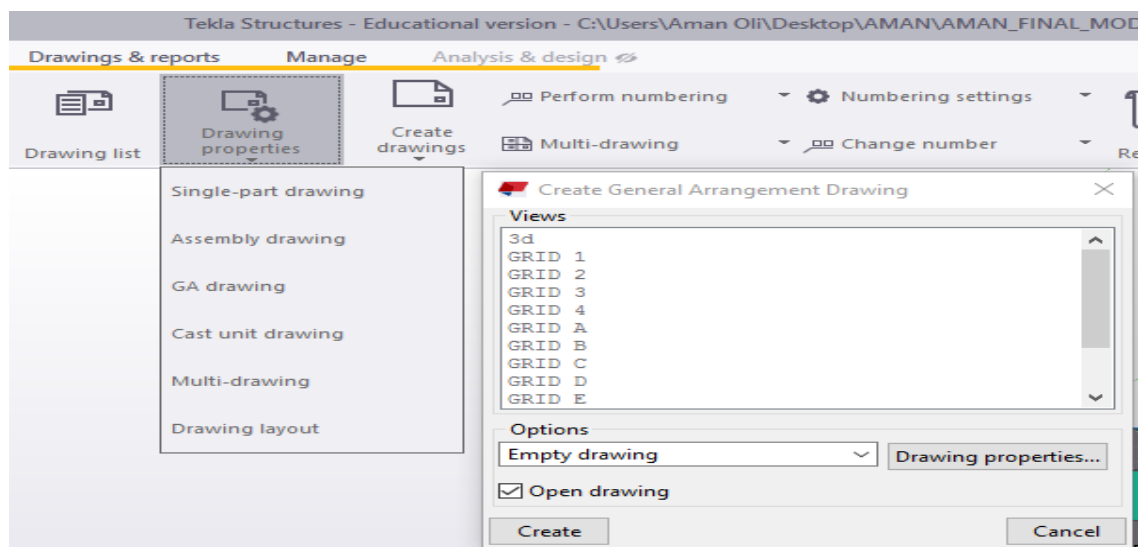 Tekla Structures - Educational version - C:\Users\Aman Oli\Desktop\AMAN\AMAN_FINAL_MOD
Drawings & reports Manage Analysis & design
Drawing list
Drawing properties
Create drawings
Perform numbering
Numbering settings
Multi-drawing
Change number
Re
Single-part drawing
Assembly drawing
GA drawing
Cast unit drawing
Multi-drawing
Drawing layout
Create General Arrangement Drawing
Views
3d
GRID 1
GRID 2
GRID 3
GRID 4
GRID A
GRID B
GRID C
GRID D
GRID E
Options
Empty drawing
Drawing properties...
Open drawing
Create
Cancel